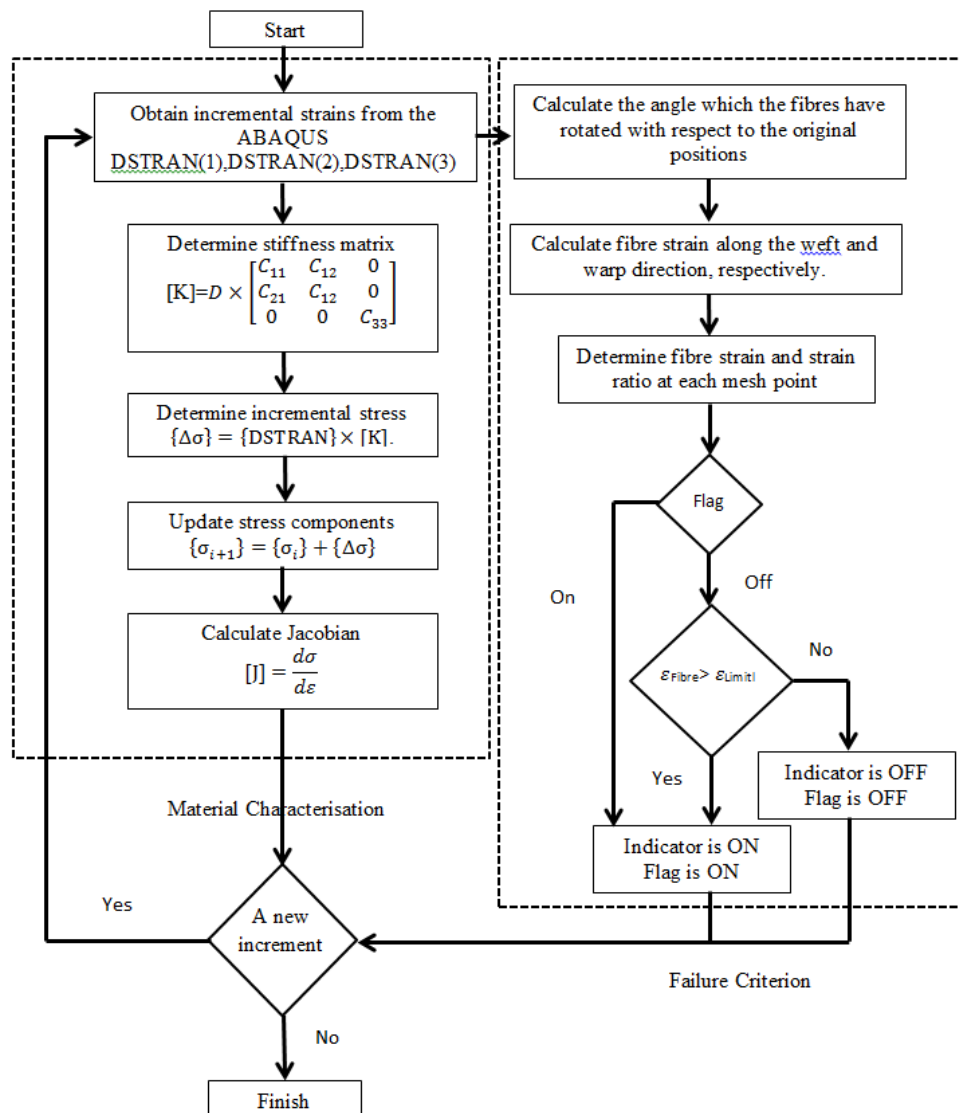 Start
Obtain incremental strains from the
ABAQUS
DSTRAN(1),DSTRAN(2),DSTRAN(3)
Determine stiffness matrix
[K]=D × [C₁₁ C₁₂ 0
C₂₁ C₁₂ 0
0 0 C₃₃]
Determine incremental stress
{Δσ} = {DSTRAN} × [K].
Update stress components
{σᵢ₊₁} = {σᵢ} + {Δσ}
Calculate Jacobian
[J] = dσ/dε
Material Characterisation
Calculate the angle which the fibres have
rotated with respect to the original
positions
Calculate fibre strain along the weft and
warp direction, respectively.
Determine fibre strain and strain
ratio at each mesh point
Flag
On
Off
εFibre> εLimitl
No
Yes
Indicator is OFF
Flag is OFF
Indicator is ON
Flag is ON
Failure Criterion
Yes
A new
increment
No
Finish